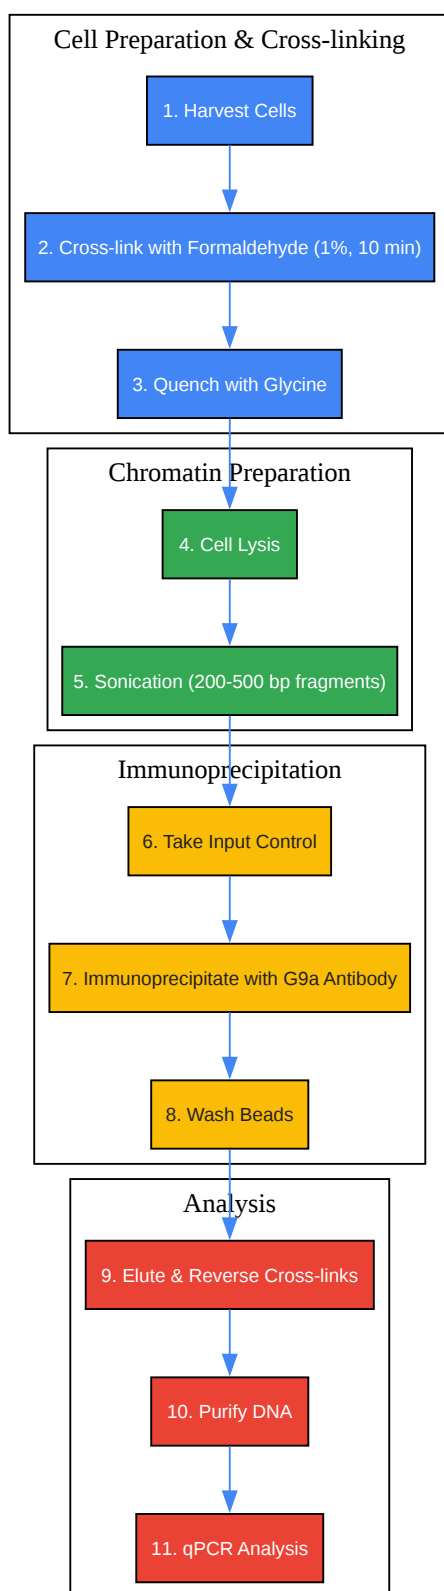 Cell Preparation & Cross-linking
1. Harvest Cells
2. Cross-link with Formaldehyde (1%, 10 min)
3. Quench with Glycine
Chromatin Preparation
4. Cell Lysis
5. Sonication (200-500 bp fragments)
Immunoprecipitation
6. Take Input Control
7. Immunoprecipitate with G9a Antibody
8. Wash Beads
Analysis
9. Elute & Reverse Cross-links
10. Purify DNA
11. qPCR Analysis